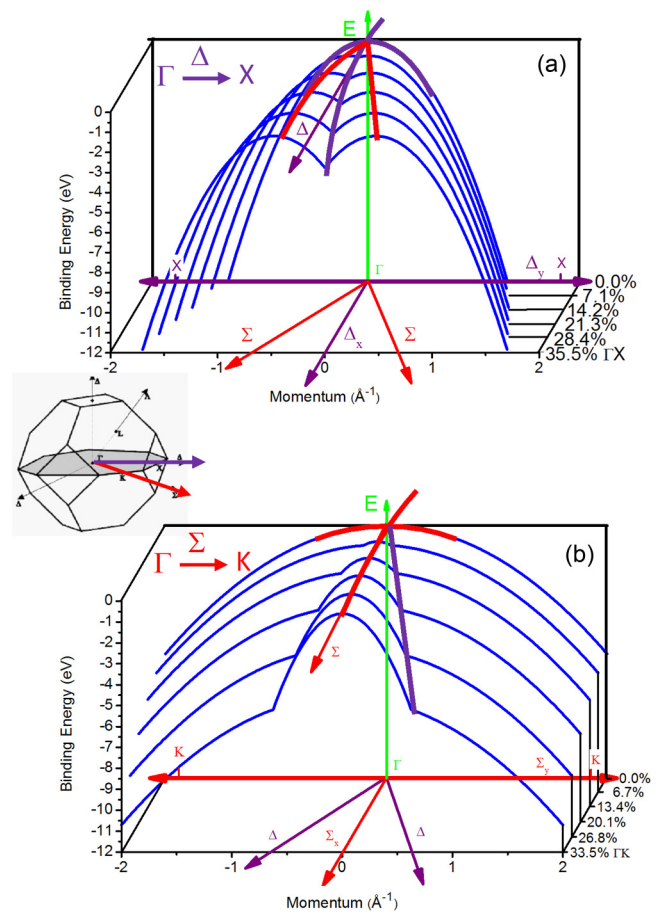 E
(a)
Δ
Γ X
Δ
0
-1
-2
-3
-4
-5
-6
-7
-8
-9
-10
-11
-12
Binding Energy (eV)
X
Γ
Δy
X
Σ
Δx
Σ
0.0%
7.1%
14.2%
21.3%
28.4%
35.5% ΓX
-2
-1
0
1
2
Momentum (Å-1)
Δ
Λ
L
Γ
Δ
X
K
Σ
Δ
E
(b)
Σ
Γ K
Σ
0
-1
-2
-3
-4
-5
-6
-7
-8
-9
-10
-11
-12
Binding Energy (eV)
K
Γ
Σy
K
Δ
Σx
Δ
0.0%
6.7%
13.4%
20.1%
26.8%
33.5% ΓK
-2
-1
0
1
2
Momentum (Å-1)